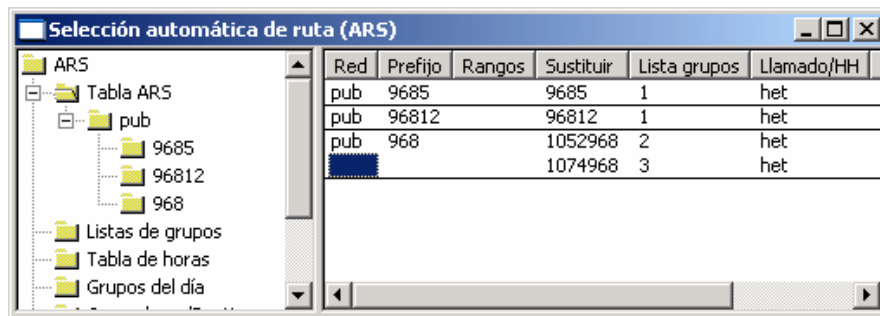 Selección automática de ruta (ARS)
ARS
Tabla ARS
pub
9685
96812
968
Listas de grupos
Tabla de horas
Grupos del día
Red Prefijo Rangos Sustituir Lista grupos Llamado/HH
pub 9685 9685 1 het
pub 96812 96812 1 het
pub 968 1052968 2 het
1074968 3 het